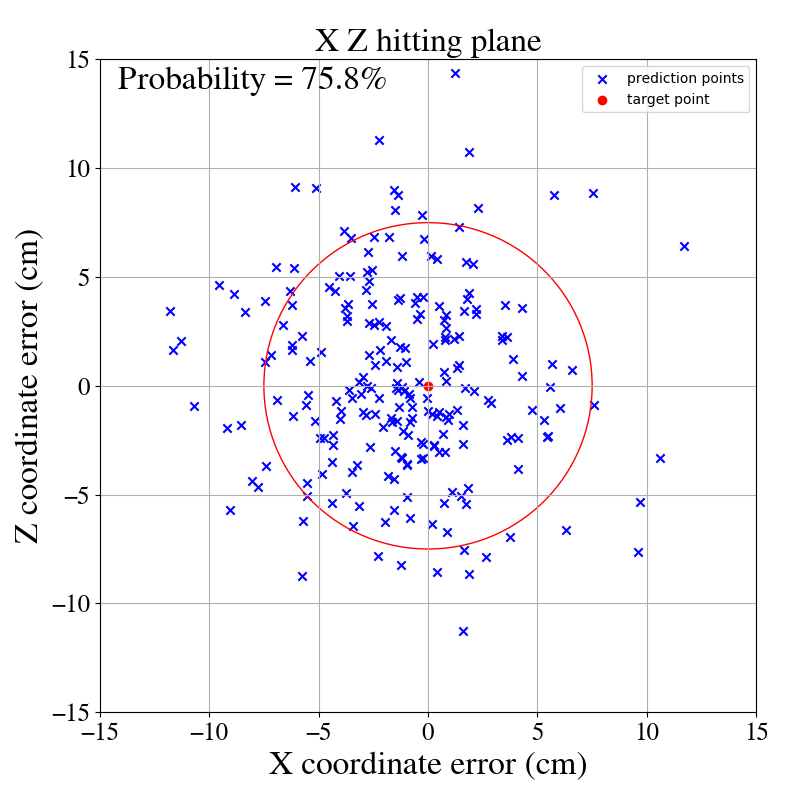 X Z hitting plane
Probability = 75.8%
prediction points
target point
Z coordinate error (cm)
15
10
5
0
−5
−10
−15
−15 −10 −5 0 5 10 15
X coordinate error (cm)